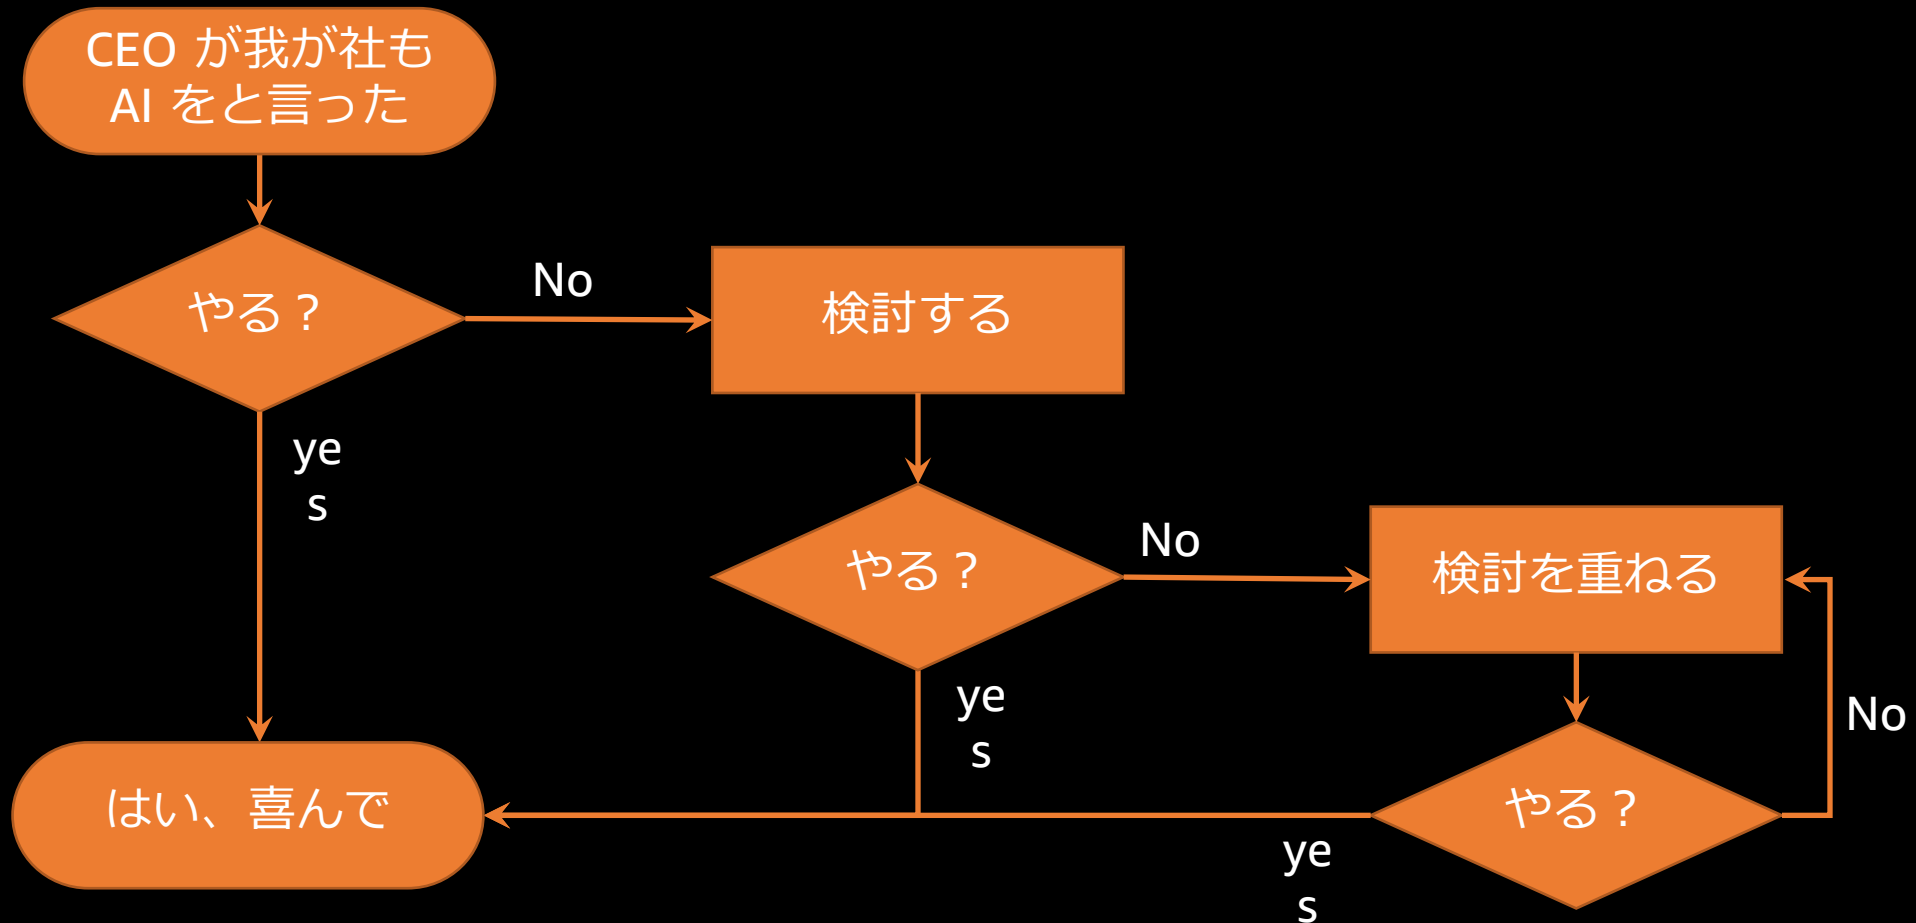 CEO が我が社も
AI をと言った
やる？
No
検討する
ye
s
やる？
No
検討を重ねる
ye
s
No
はい、喜んで
やる？
ye
s